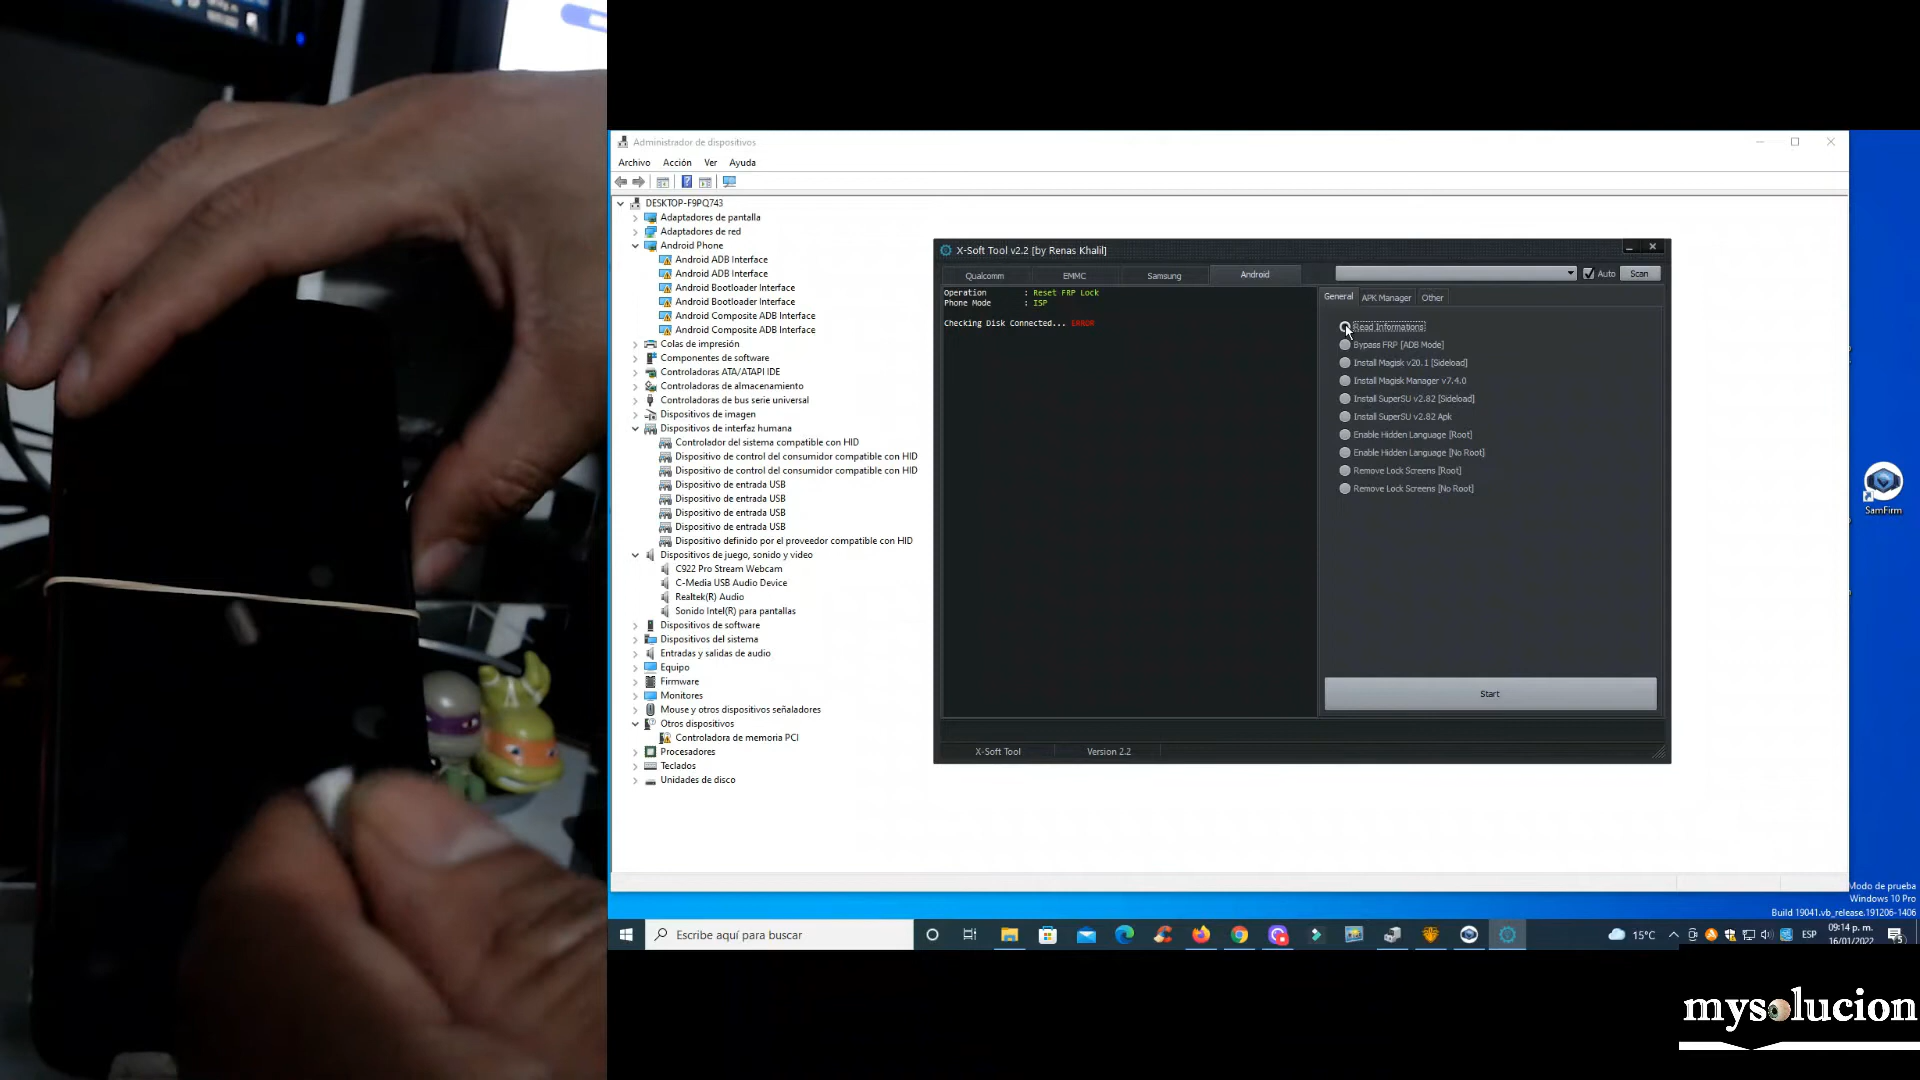 Administrador de dispositivos
Archivo Acción Ver Ayuda
DESKTOP-F9PQ743
Adaptadores de pantalla
Adaptadores de red
Android Phone
Android ADB Interface
Android ADB Interface
Android Bootloader Interface
Android Bootloader Interface
Android Composite ADB Interface
Android Composite ADB Interface
Colas de impresión
Componentes de software
Controladoras ATA/ATAPI IDE
Controladoras de almacenamiento
Controladoras de bus serie universal
Dispositivos de imagen
Dispositivos de interfaz humana
Controlador del sistema compatible con HID
Dispositivo de control del consumidor compatible con HID
Dispositivo de control del consumidor compatible con HID
Dispositivo de entrada USB
Dispositivo de entrada USB
Dispositivo de entrada USB
Dispositivo de entrada USB
Dispositivo definido por el proveedor compatible con HID
Dispositivos de juego, sonido y video
C922 Pro Stream Webcam
C-Media USB Audio Device
Realtek(R) Audio
Sonido Intel(R) para pantallas
Dispositivos de software
Dispositivos del sistema
Entradas y salidas de audio
Equipo
Firmware
Monitores
Mouse y otros dispositivos señaladores
Otros dispositivos
Controladora de memoria PCI
Procesadores
Teclados
Unidades de disco
X-Soft Tool v2.2 [by Renas Khalil]
Qualcomm EMMC Samsung Android
Auto Scan
Operation : Reset FRP Lock
Phone Mode : ISP
Checking Disk Connected... ERROR
General APK Manager Other
Read Informations
Bypass FRP [ADB Mode]
Install Magisk v20.1 [Sideload]
Install Magisk Manager v7.4.0
Install SuperSU v2.82 [Sideload]
Install SuperSU v2.82 Apk
Enable Hidden Language [Root]
Enable Hidden Language [No Root]
Remove Lock Screens [Root]
Remove Lock Screens [No Root]
Start
X-Soft Tool Version 2.2
SamFirm
Modo de prueba
Windows 10 Pro
Build 19041.vb_release.191206-1406
Escribe aquí para buscar
15°C
ESP
09:14 p. m.
16/01/2022
5
mysolucion